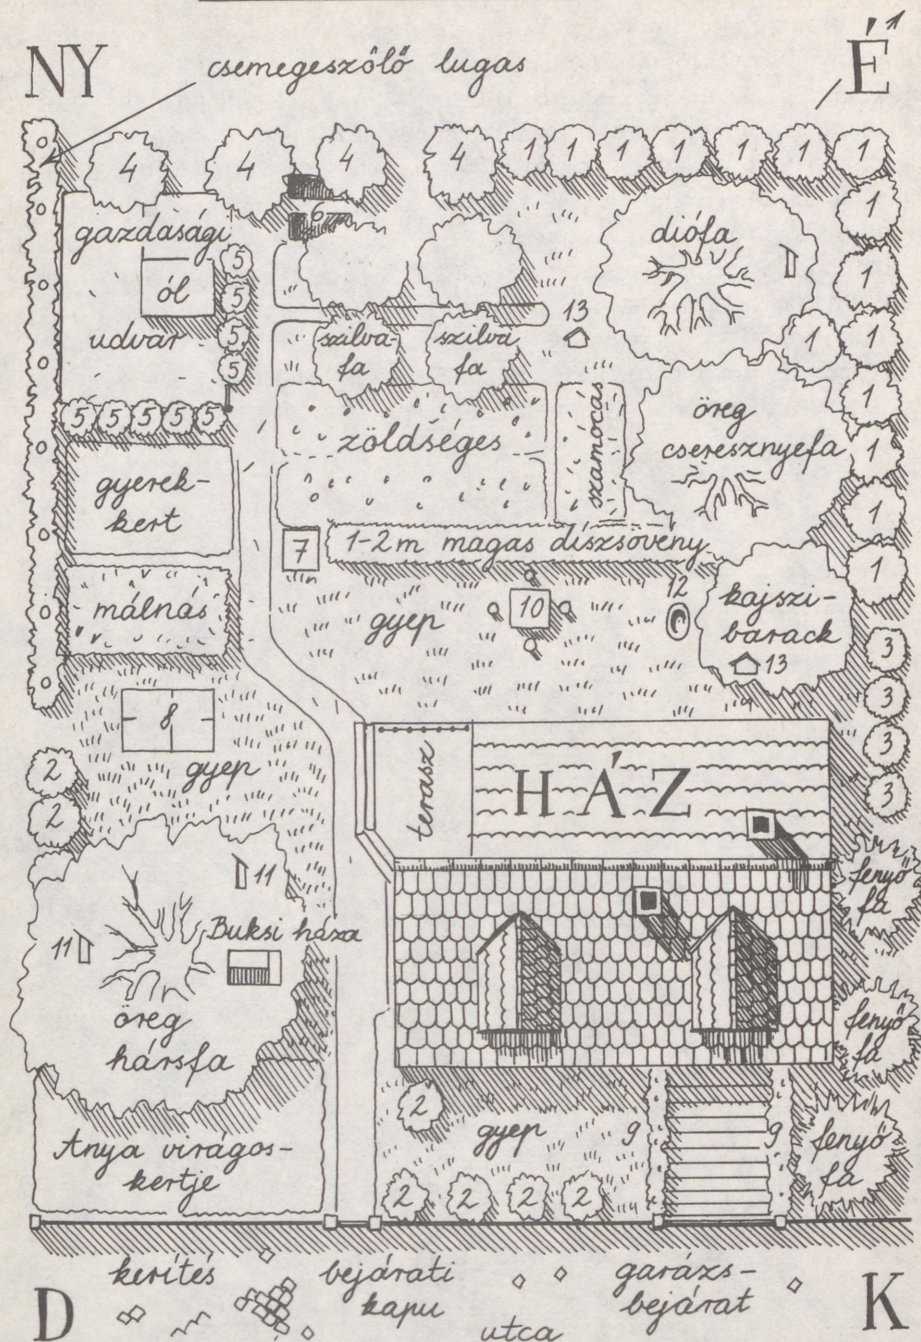 NY
É
1
csemegeszőlő lugas
4
4
4
4
1
1
1
1
1
1
1
1
6
gazdasági
ól
udvar
5
5
5
5
diófa
1
13
1
1
szilva-
fa
szilva
fa
5 5 5 5 5
zöldséges
szamócás
öreg
cseresznyefa
1
1
1
gyerek-
kert
7
1-2 m magas díszsövény
1
málnás
gyep
10
12
kajszi-
barack
13
3
3
3
3
8
gyep
2
2
terasz
HÁZ
fenyő
fa
11
11
Buksi háza
öreg
hársfa
fenyő
fa
2
gyep
9
9
fenyő
fa
Anya virágos-
kertje
2
2
2
2
kerítés
bejárati
kapu
garázs-
bejárat
D
utca
K